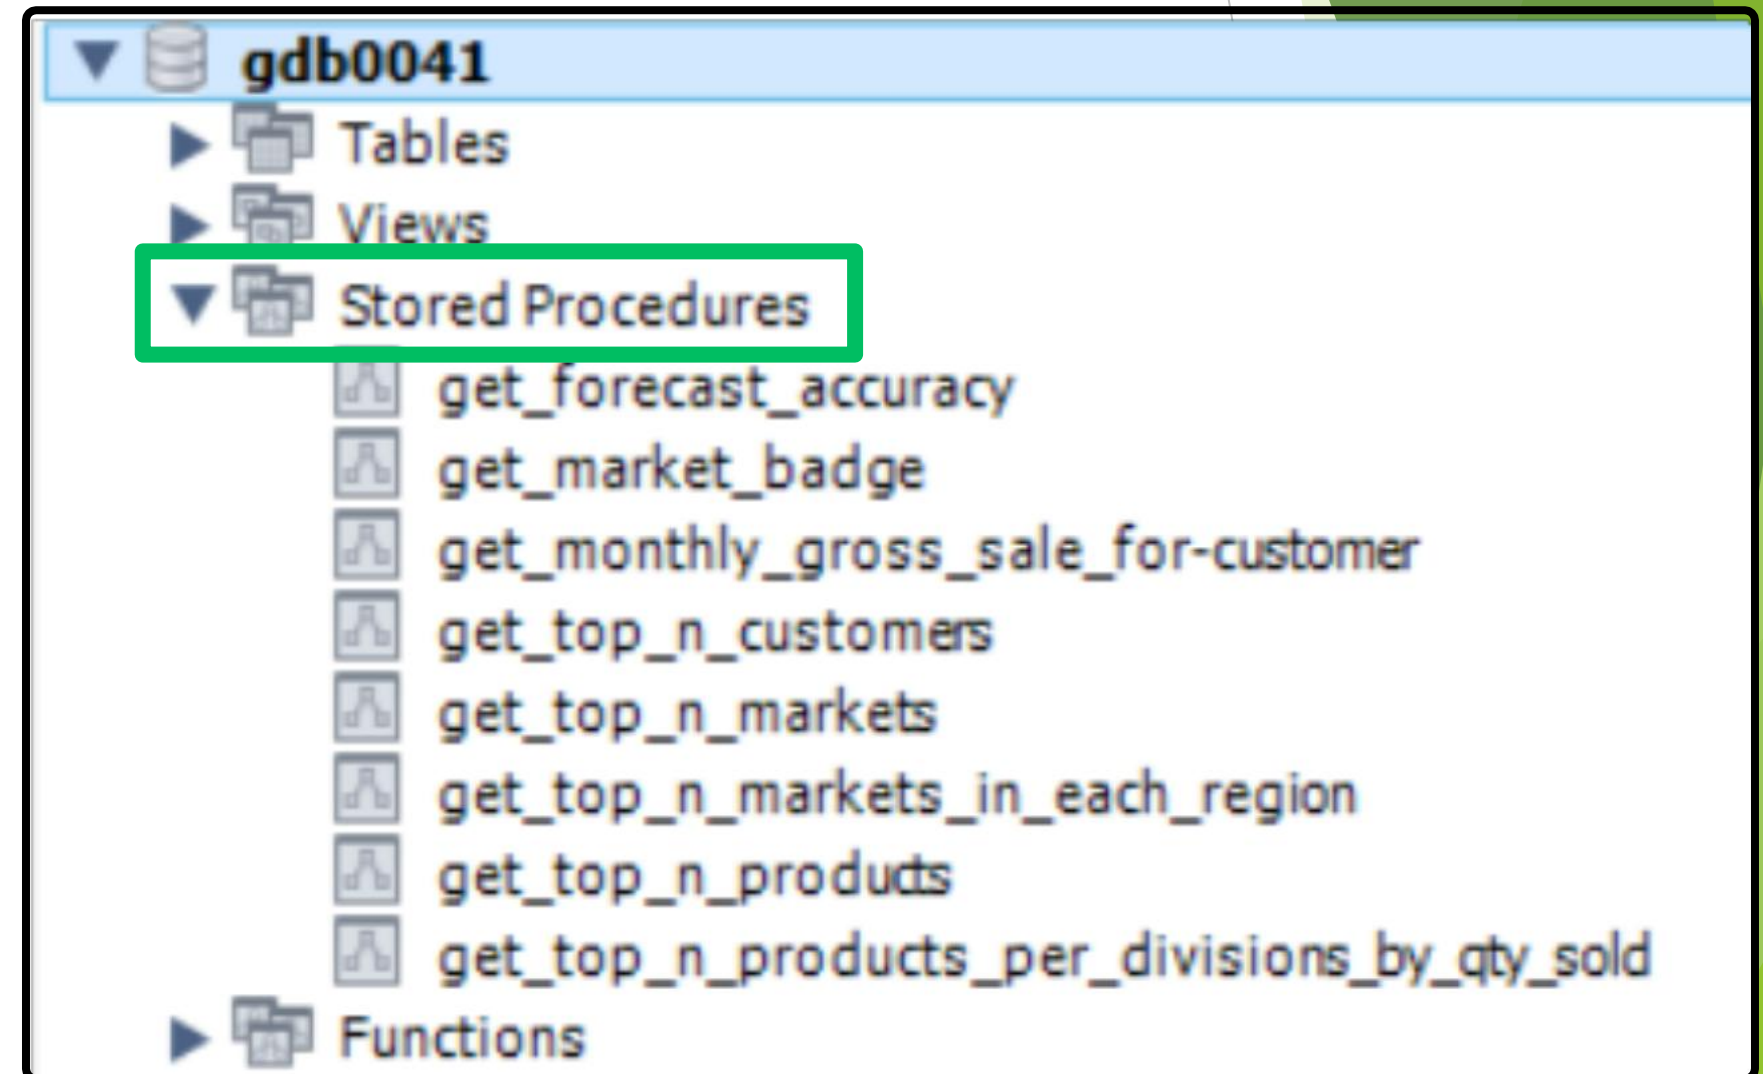 gdb0041
Tables
Views
Stored Procedures
get_forecast_accuracy
get_market_badge
get_monthly_gross_sale_for-customer
get_top_n_customers
get_top_n_markets
get_top_n_markets_in_each_region
get_top_n_products
get_top_n_products_per_divisions_by_qty_sold
Functions